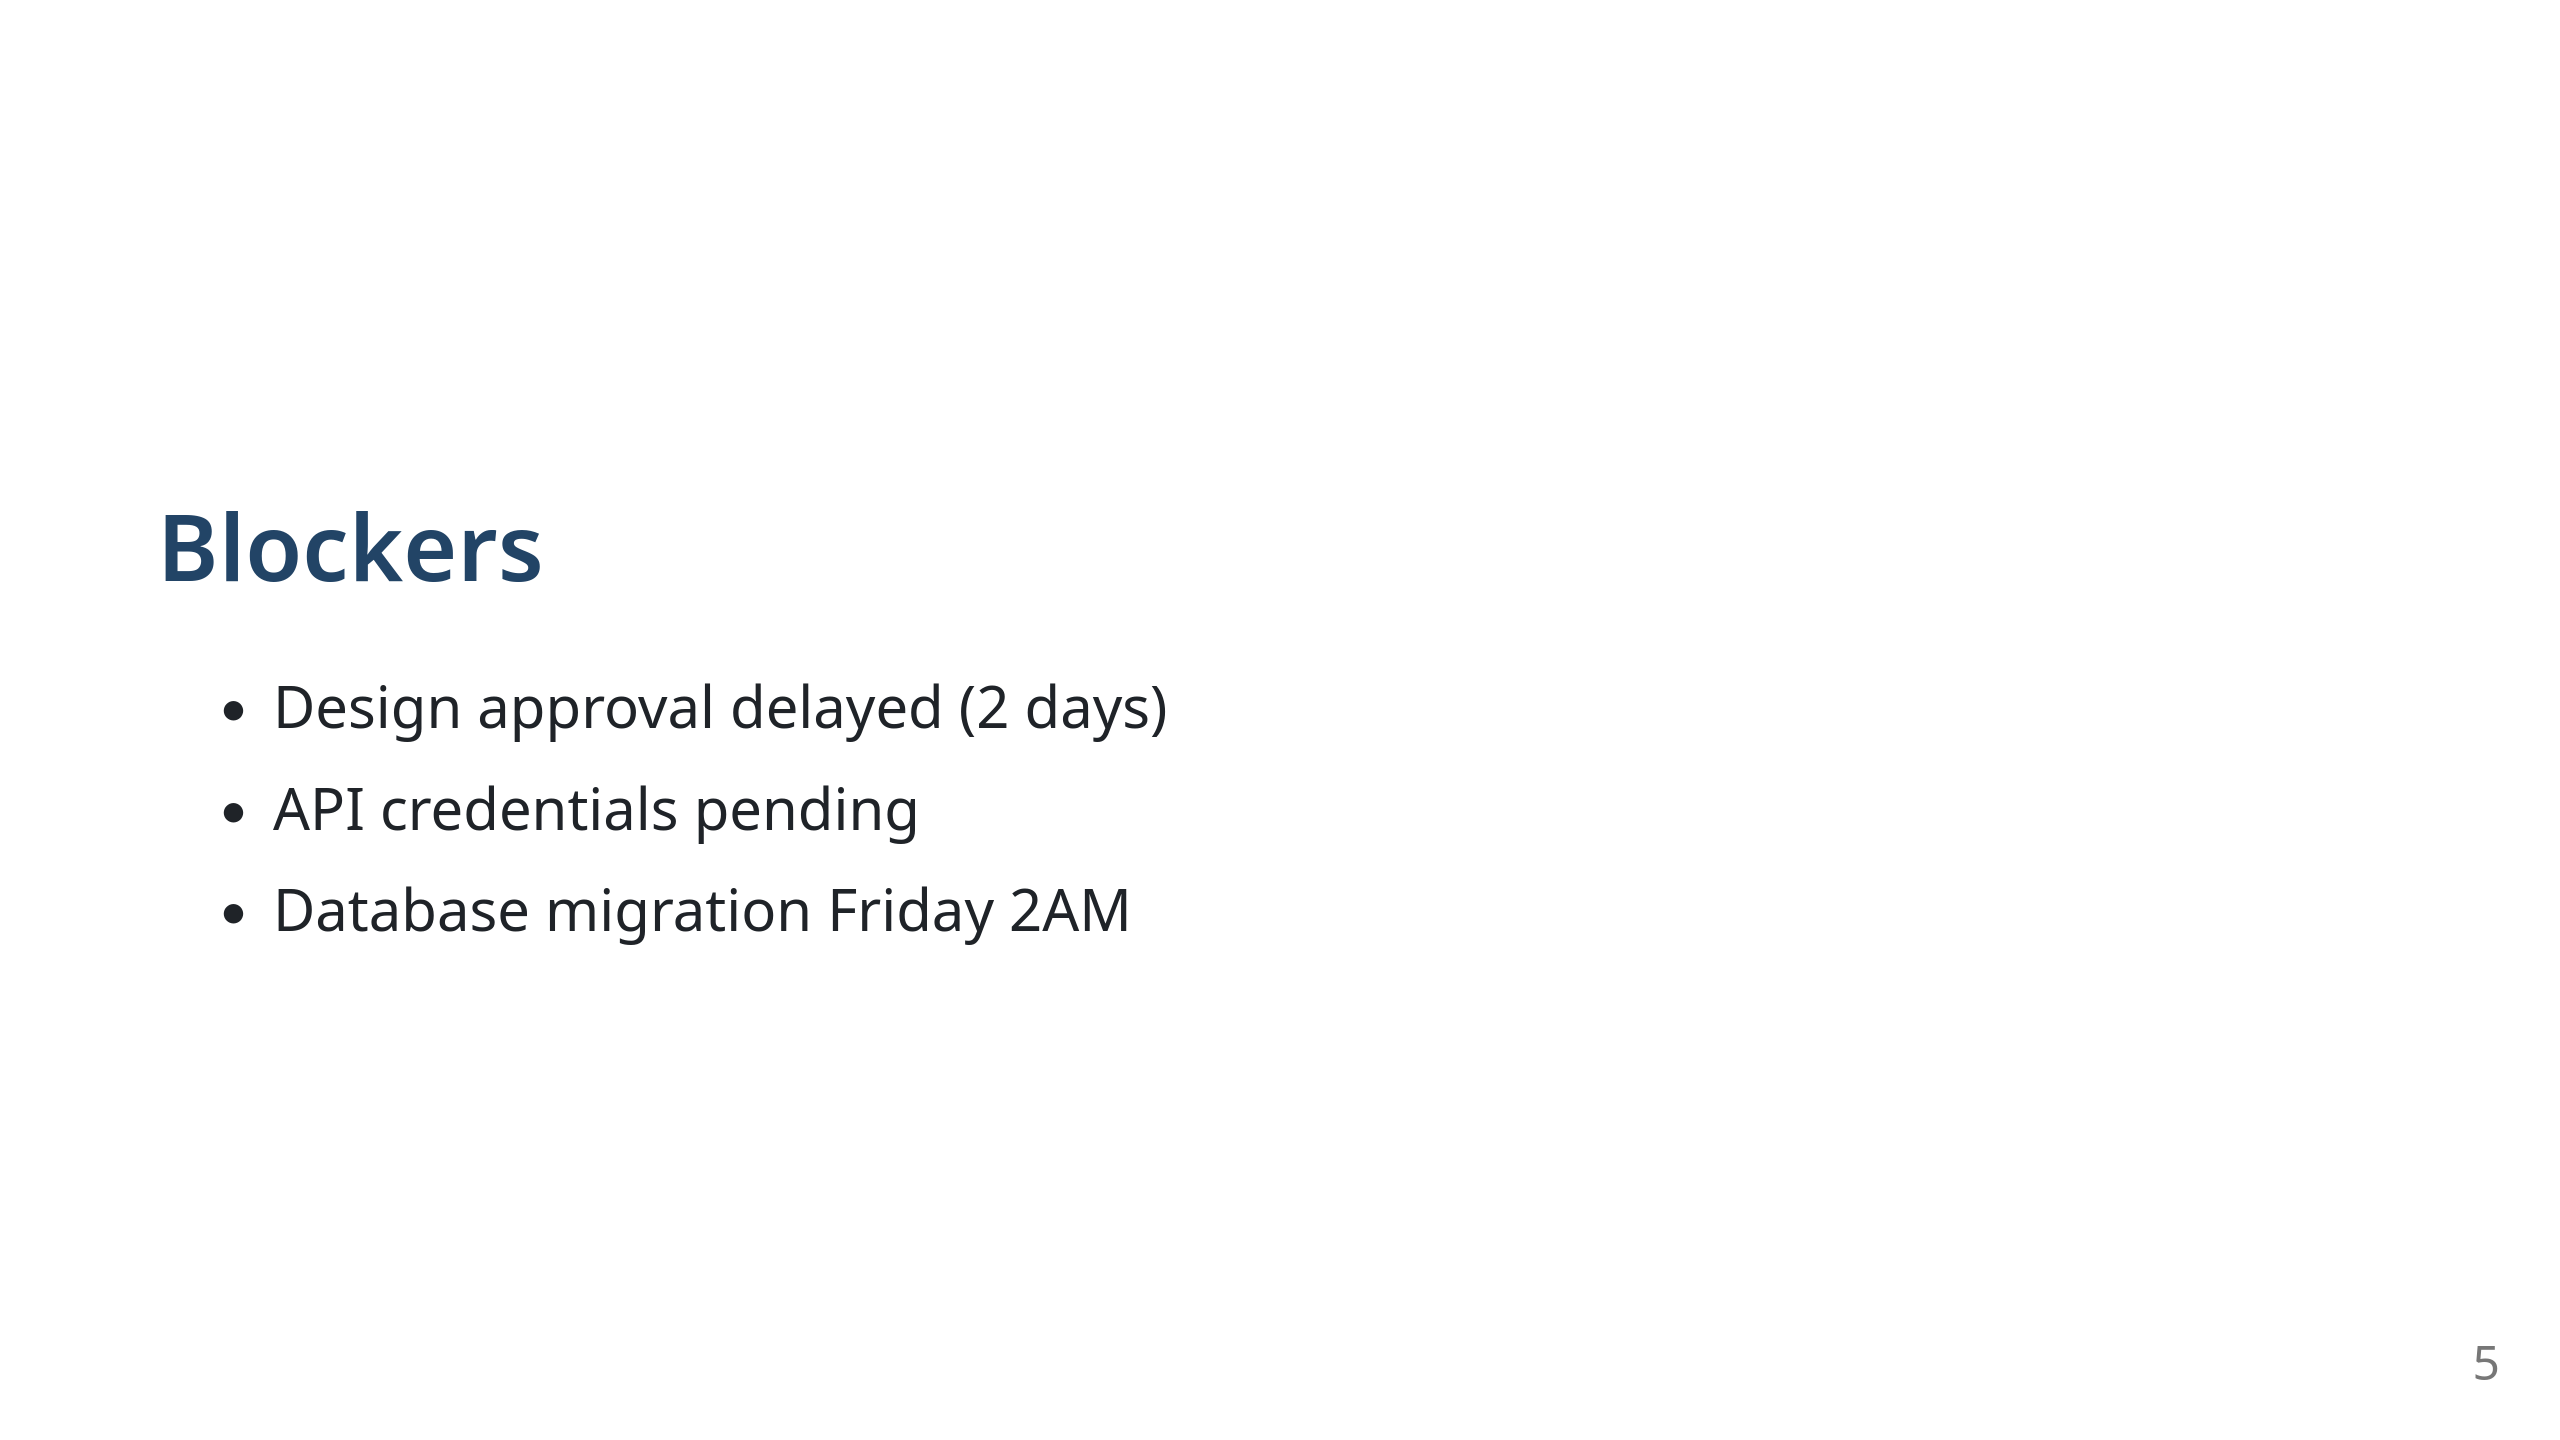 Blockers
• Design approval delayed (2 days)
• API credentials pending
• Database migration Friday 2AM
5